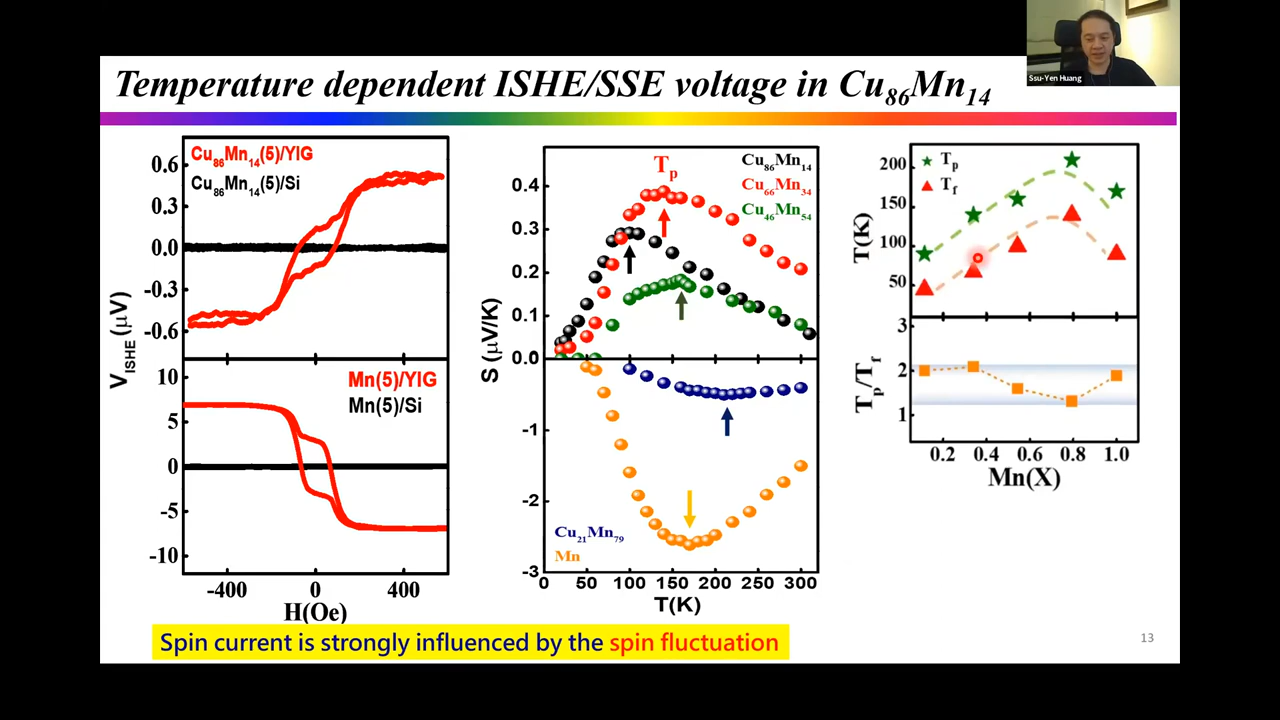 Ssu-Yen Huang
Temperature dependent ISHE/SSE voltage in Cu86Mn14
Cu86Mn14(5)/YIG
Cu86Mn14(5)/Si
0.6
0.3
0.0
-0.3
-0.6
Mn(5)/YIG
Mn(5)/Si
10
5
0
-5
-10
VISHE (μV)
-400 0 400
H(Oe)
Tp
Cu86Mn14
Cu66Mn34
Cu46Mn54
0.4
0.3
0.2
0.1
0.0
-1
-2
-3
S (μV/K)
Cu21Mn79
Mn
0 50 100 150 200 250 300
T(K)
Tp
Tf
200
150
100
50
T(K)
3
2
1
Tp/Tf
0.2 0.4 0.6 0.8 1.0
Mn(X)
Spin current is strongly influenced by the spin fluctuation
13